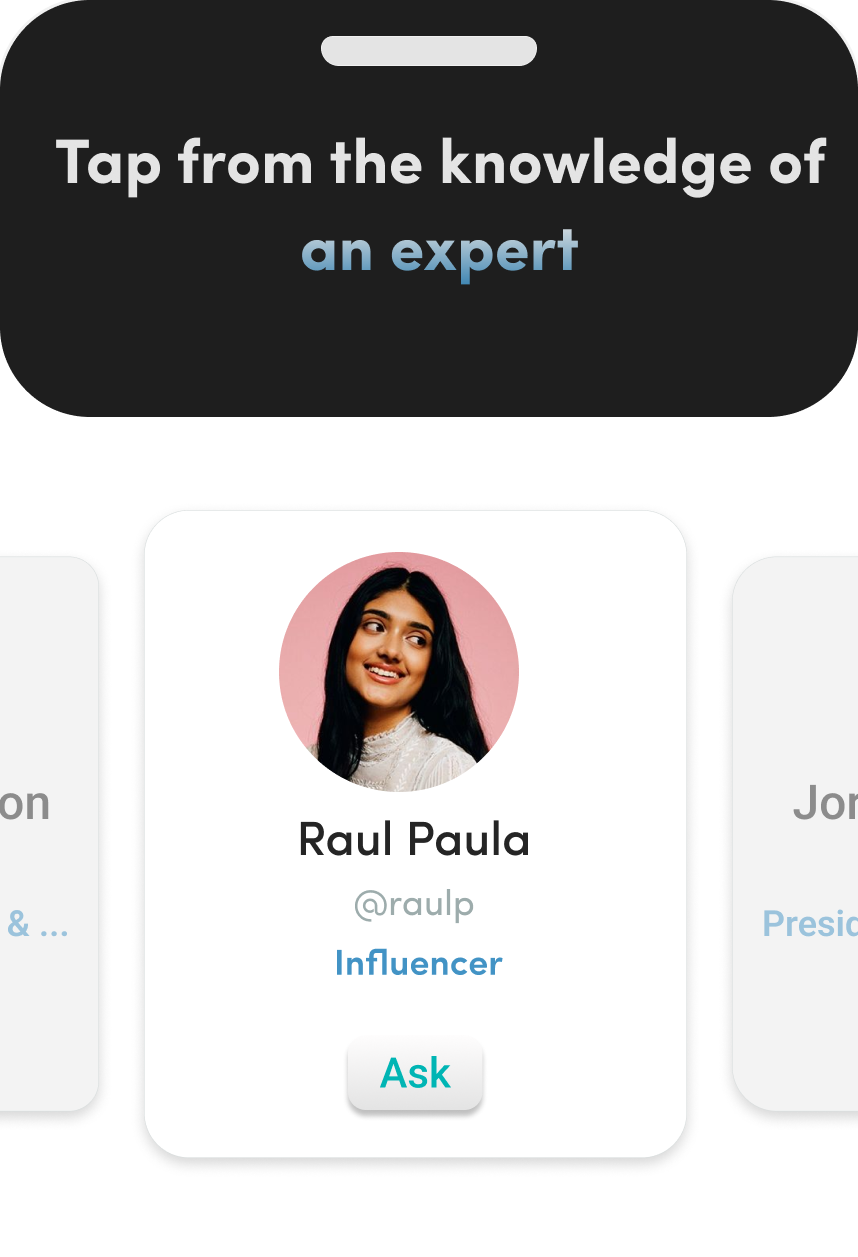 Tap from the knowledge of
an expert
on
Raul Paula
Jor
@raulp
& ...
Influencer
Presid
Ask